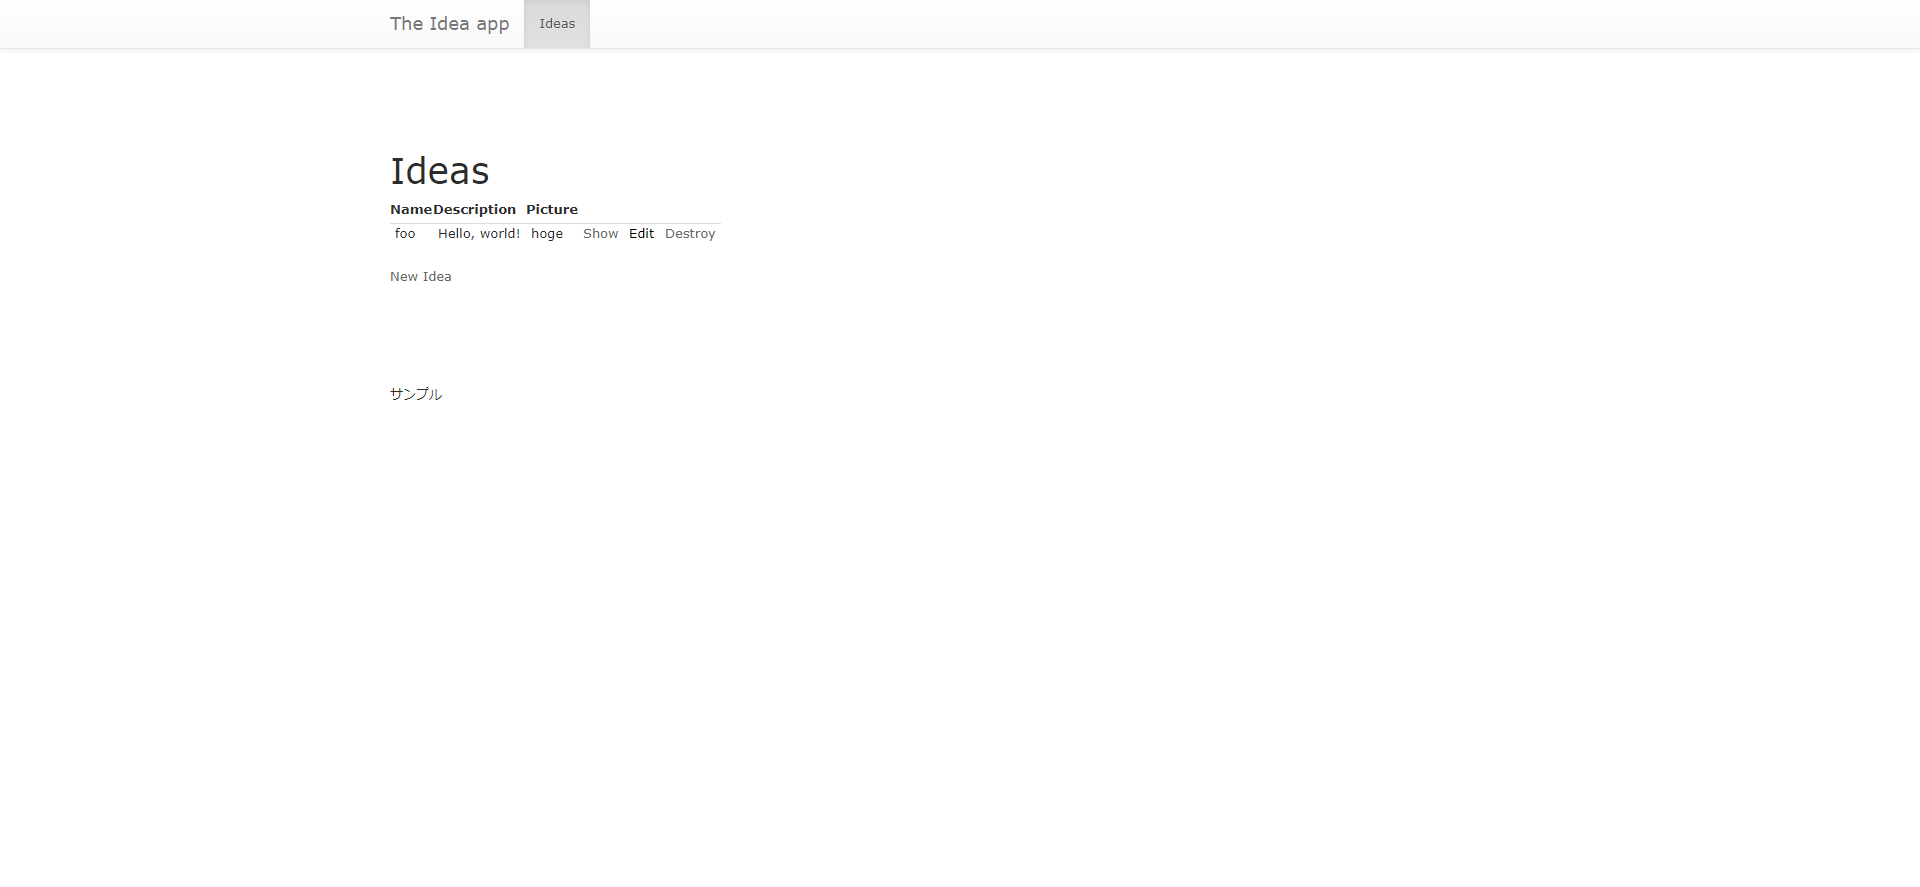 The Idea app Ideas
Ideas
Name Description Picture
foo Hello, world! hoge Show Edit Destroy
New Idea
サンプル